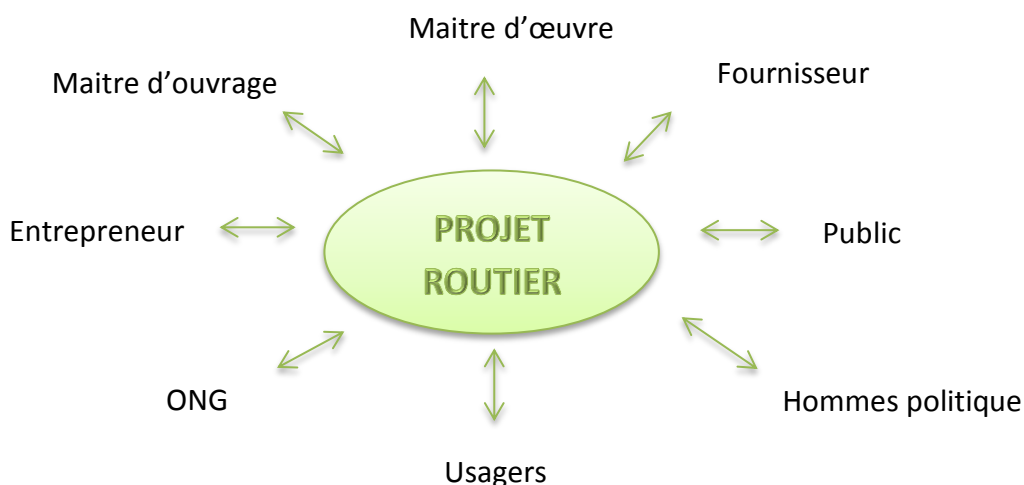 Maitre d'œuvre
Maitre d'ouvrage
Fournisseur
Entrepreneur
PROJET
ROUTIER
Public
ONG
Hommes politique
Usagers